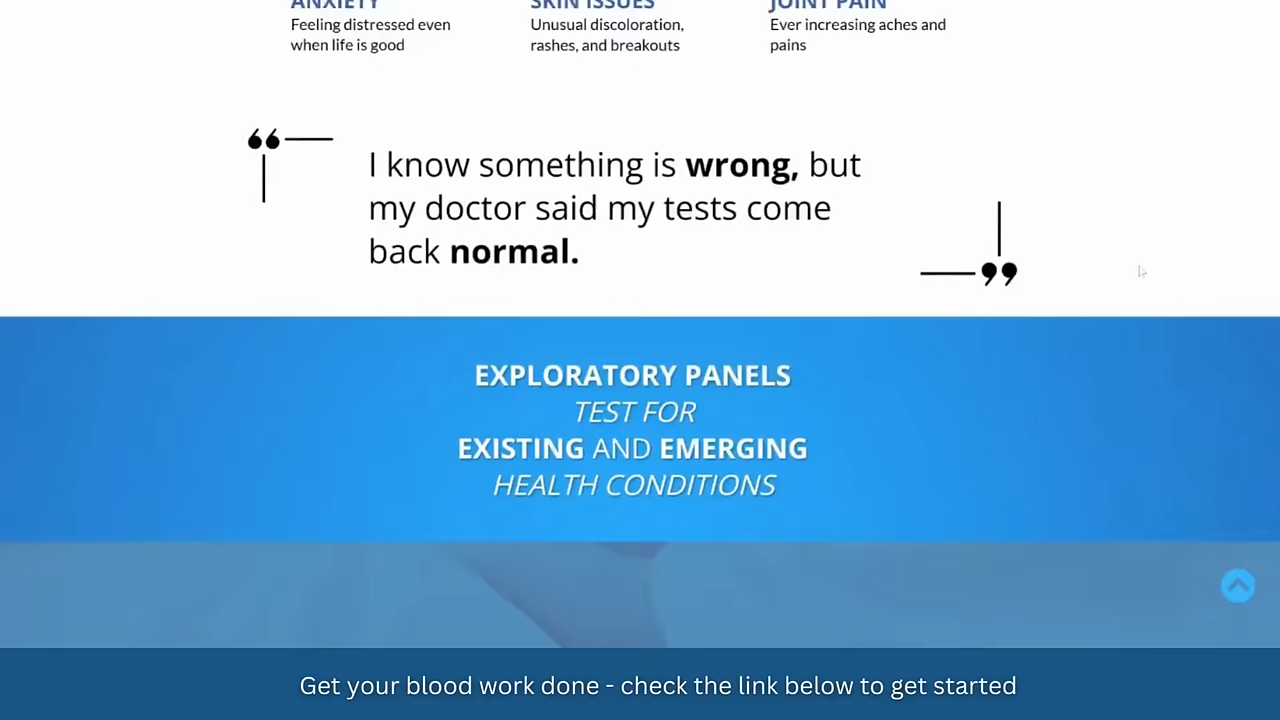 ANXIETY
SKIN ISSUES
JOINT PAIN
Feeling distressed even
when life is good
Unusual discoloration,
rashes, and breakouts
Ever increasing aches and
pains
“
I know something is wrong, but
my doctor said my tests come
back normal.
”
EXPLORATORY PANELS
TEST FOR
EXISTING AND EMERGING
HEALTH CONDITIONS
Get your blood work done - check the link below to get started